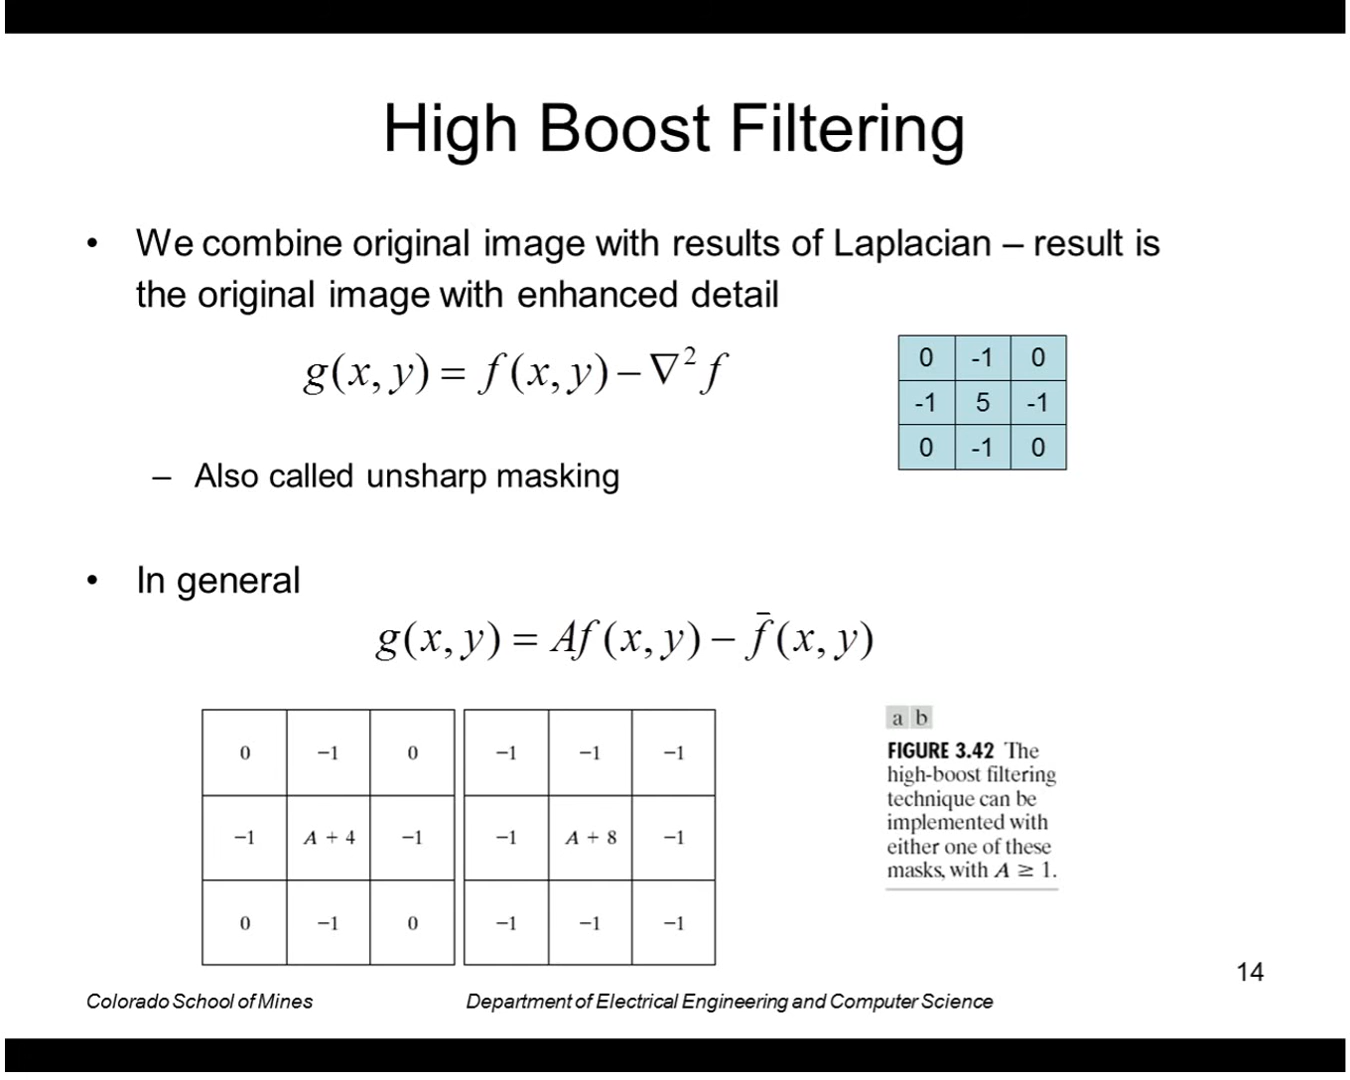 High Boost Filtering
• We combine original image with results of Laplacian – result is
the original image with enhanced detail
g(x, y) = f(x, y) − ∇²f
0 -1 0
-1 5 -1
0 -1 0
– Also called unsharp masking
• In general
g(x, y) = Af(x, y) − f̄(x, y)
0 −1 0
−1 A + 4 −1
0 −1 0
−1 −1 −1
−1 A + 8 −1
−1 −1 −1
a b
FIGURE 3.42 The
high-boost filtering
technique can be
implemented with
either one of these
masks, with A ≥ 1.
14
Colorado School of Mines
Department of Electrical Engineering and Computer Science